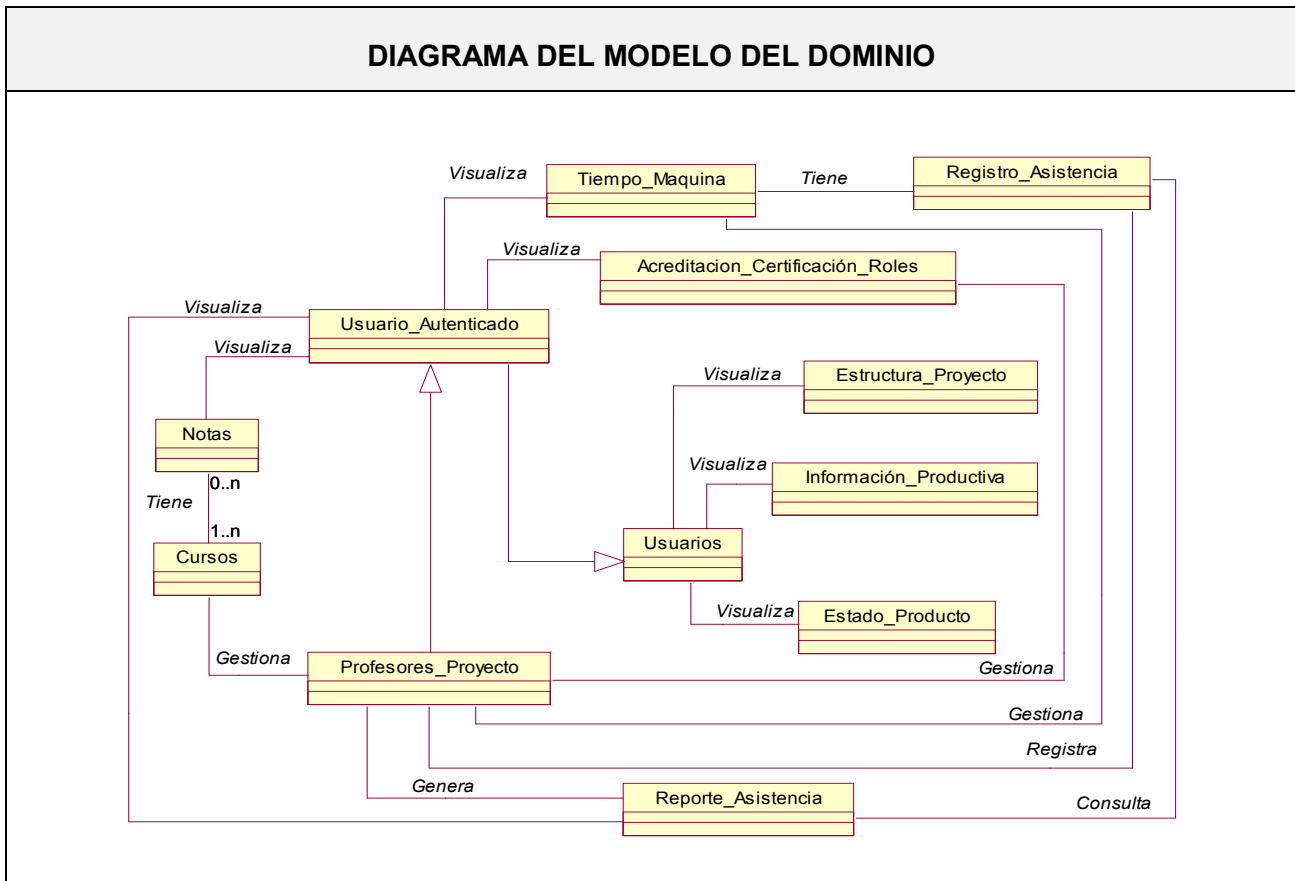 DIAGRAMA DEL MODELO DEL DOMINIO
Visualiza
Tiempo_Maquina
Tiene
Registro_Asistencia
Visualiza
Acreditacion_Certificación_Roles
Visualiza
Usuario_Autenticado
Visualiza
Visualiza
Estructura_Proyecto
Notas
0..n
Visualiza
Información_Productiva
Tiene
1..n
Cursos
Usuarios
Visualiza
Estado_Producto
Gestiona
Profesores_Proyecto
Gestiona
Gestiona
Registra
Genera
Reporte_Asistencia
Consulta